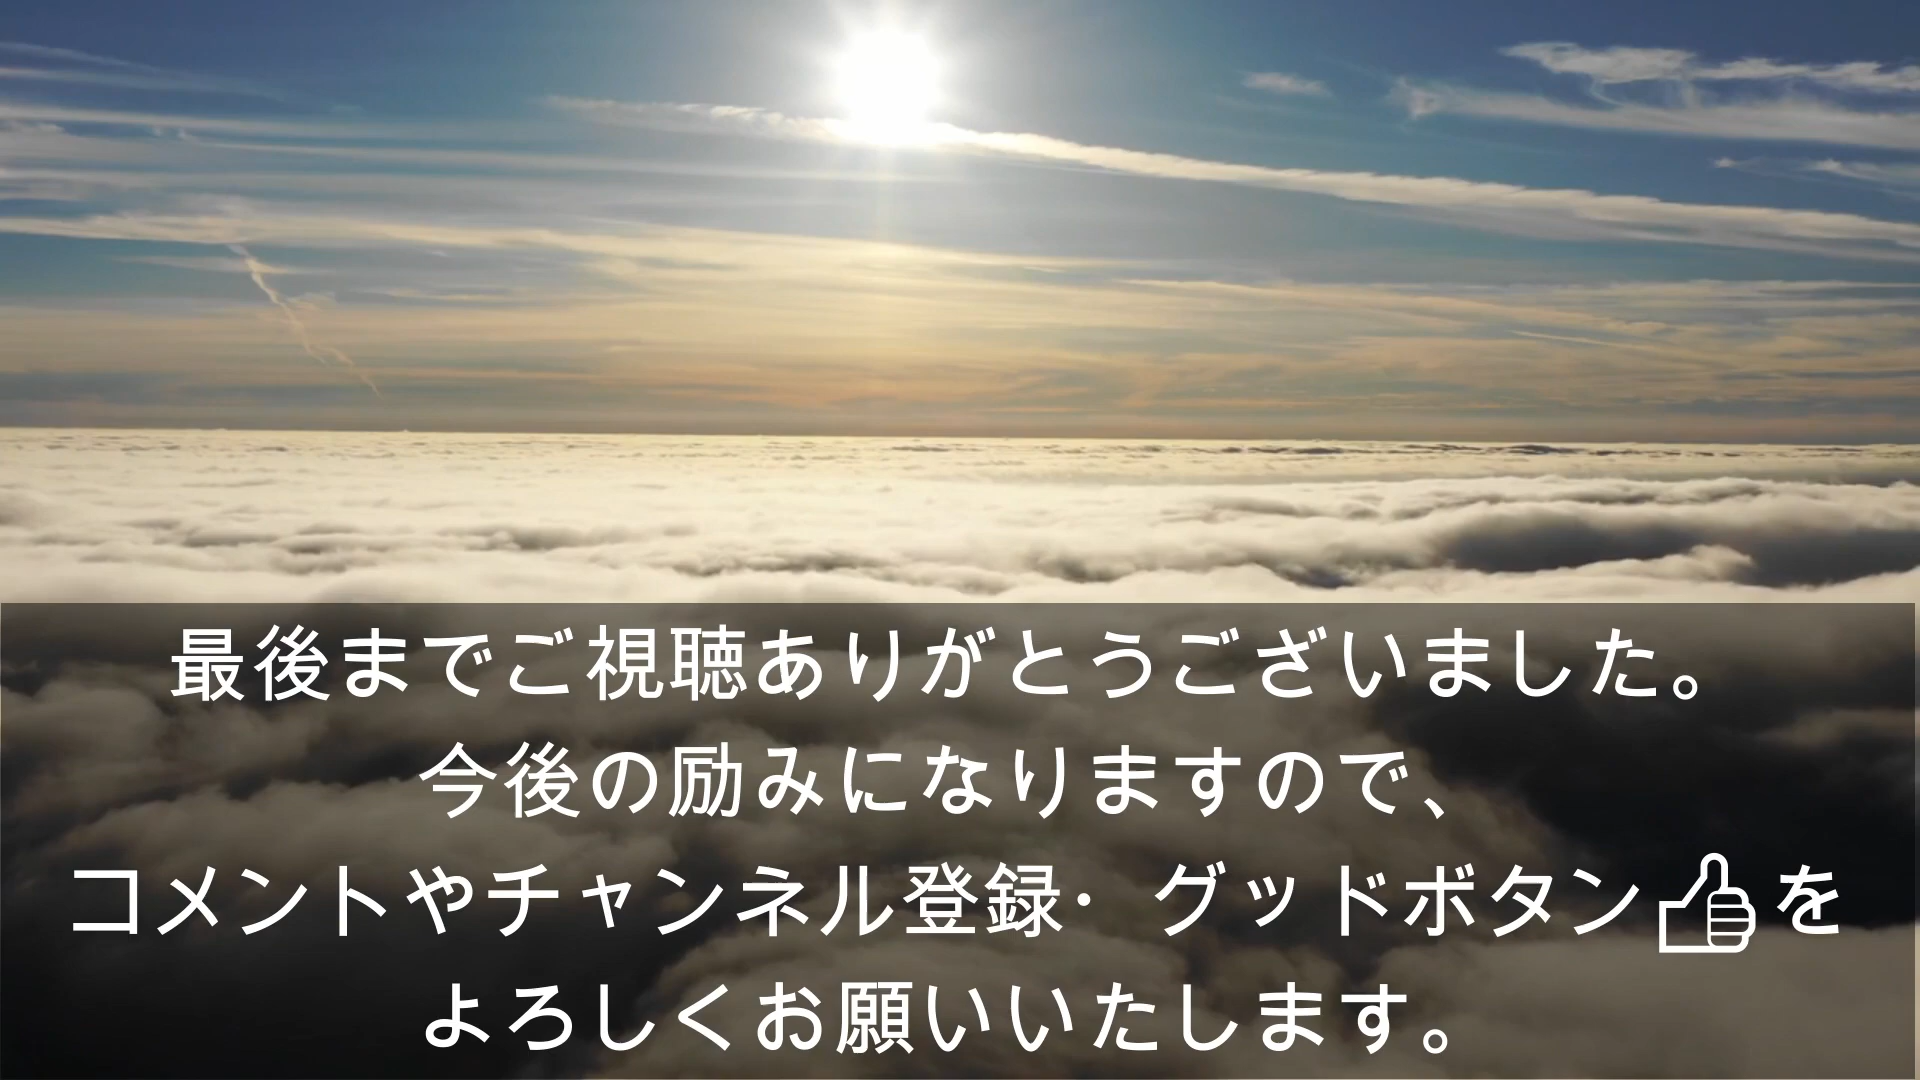 最後までご視聴ありがとうございました。
今後の励みになりますので、
コメントやチャンネル登録・グッドボタン👍を
よろしくお願いいたします。